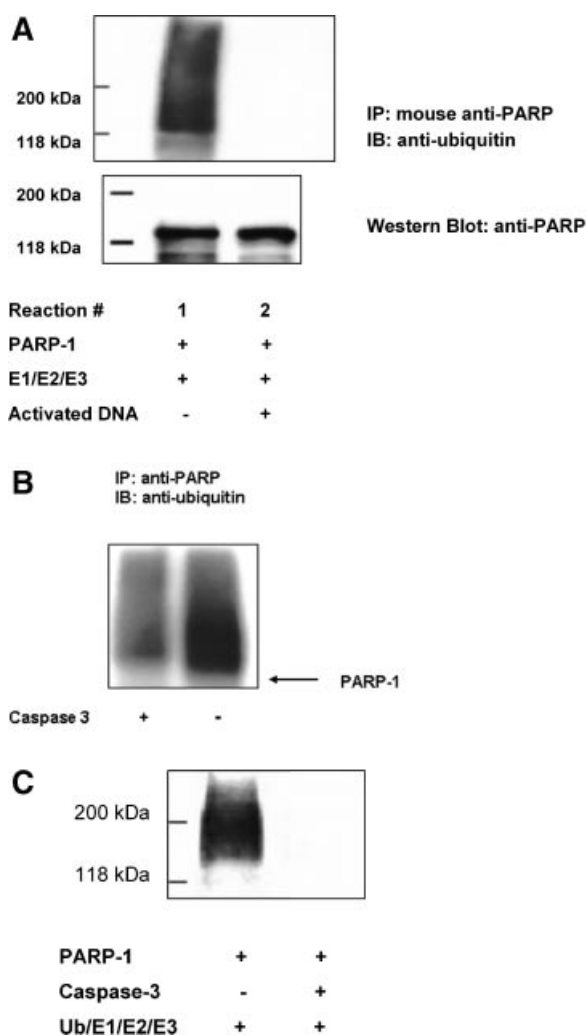 A
200 kDa
118 kDa
IP: mouse anti-PARP
IB: anti-ubiquitin
200 kDa
118 kDa
Western Blot: anti-PARP
Reaction # 1 2
PARP-1 + +
E1/E2/E3 + +
Activated DNA - +
B
IP: anti-PARP
IB: anti-ubiquitin
PARP-1
Caspase 3 + -
C
200 kDa
118 kDa
PARP-1 + +
Caspase-3 - +
Ub/E1/E2/E3 + +